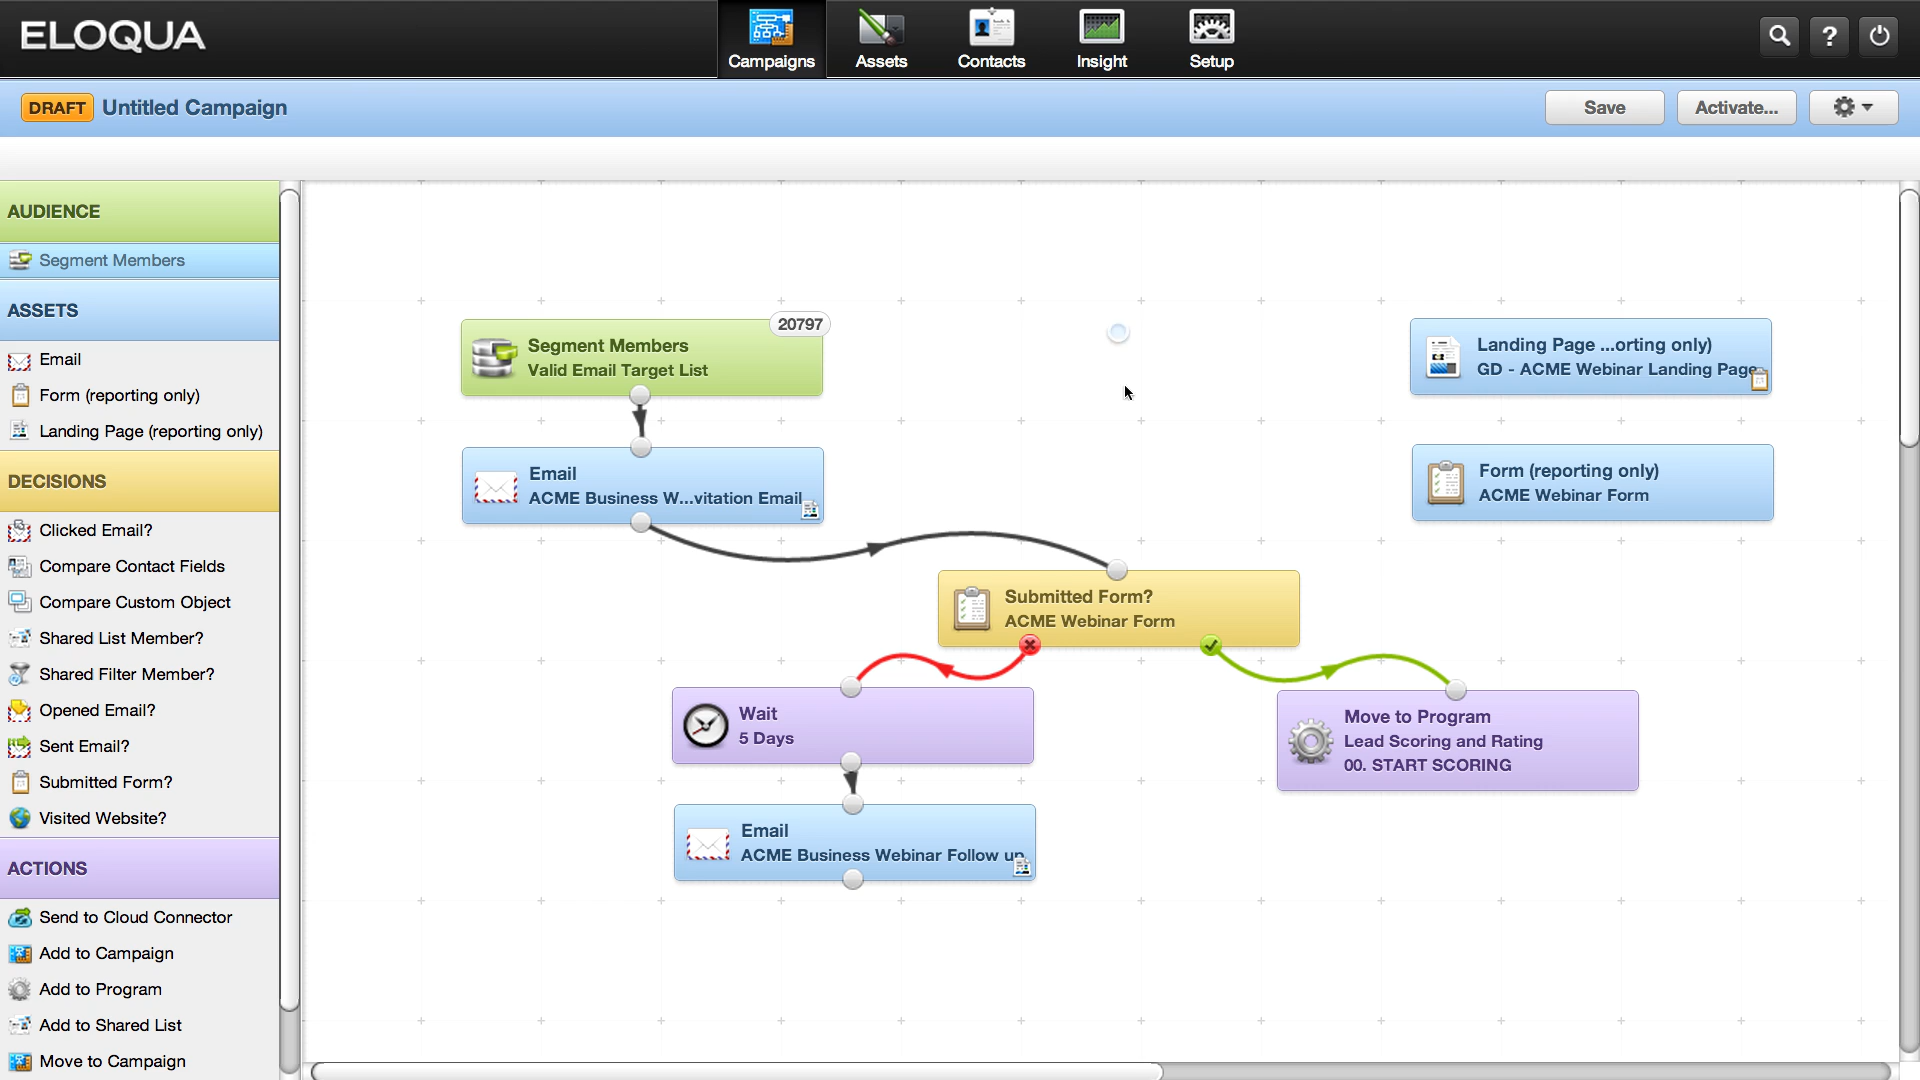 ELOQUA
Campaigns
Assets
Contacts
Insight
Setup
?
DRAFT
Untitled Campaign
Save
Activate...
AUDIENCE
Segment Members
ASSETS
Email
Form (reporting only)
Landing Page (reporting only)
DECISIONS
Clicked Email?
Compare Contact Fields
Compare Custom Object
Shared List Member?
Shared Filter Member?
Opened Email?
Sent Email?
Submitted Form?
Visited Website?
ACTIONS
Send to Cloud Connector
Add to Campaign
Add to Program
Add to Shared List
Move to Campaign
20797
Segment Members
Valid Email Target List
Email
ACME Business W...vitation Email
Landing Page ...orting only)
GD - ACME Webinar Landing Page
Form (reporting only)
ACME Webinar Form
Submitted Form?
ACME Webinar Form
Wait
5 Days
Move to Program
Lead Scoring and Rating
00. START SCORING
Email
ACME Business Webinar Follow up